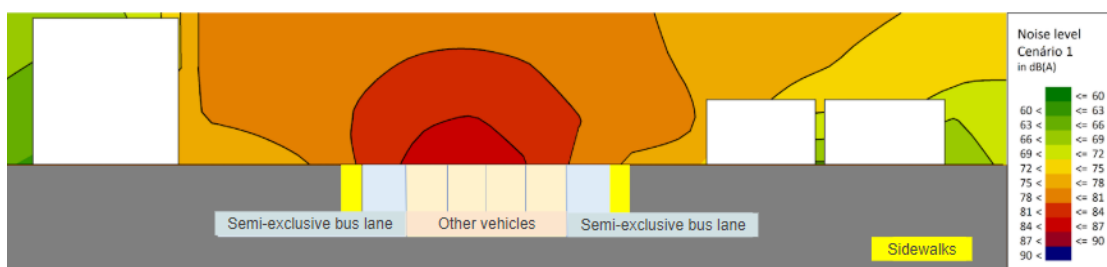 Noise level
Cenário 1
in dB(A)
<= 60
60 < <= 63
63 < <= 66
66 < <= 69
69 < <= 72
72 < <= 75
75 < <= 78
78 < <= 81
81 < <= 84
84 < <= 87
87 < <= 90
90 <
Semi-exclusive bus lane Other vehicles Semi-exclusive bus lane
Sidewalks